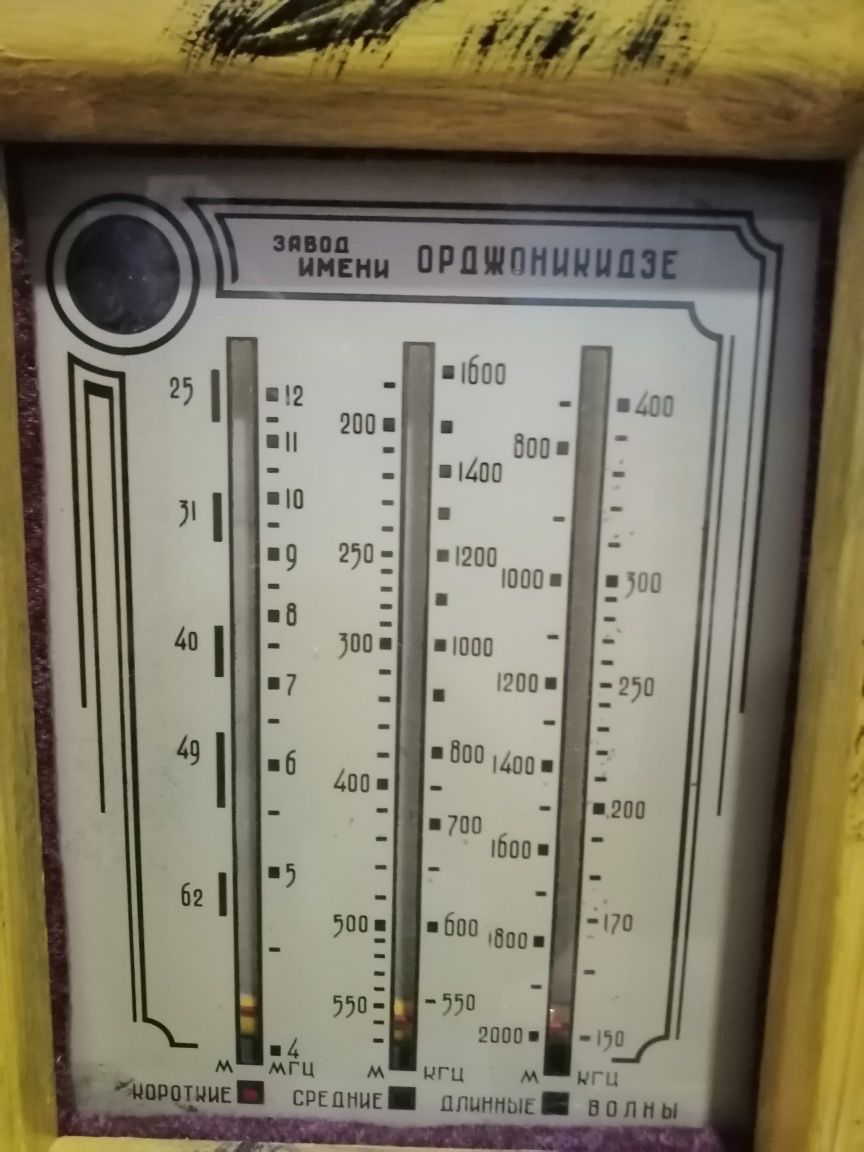 ЗАВОД
ИМЕНИ ОРДЖОНИКИДЗЕ
25 12 1600 400
200 800
11 1400
31 10
250 1200
9 1000 300
8
40 300 1000
7 1200 250
49 6 800 1400
400
200
700 1600
5
62
500 600 1800 170
550 550
4 2000 150
М МГЦ М КГЦ М КГЦ
КОРОТКИЕ СРЕДНИЕ ДЛИННЫЕ ВОЛНЫ